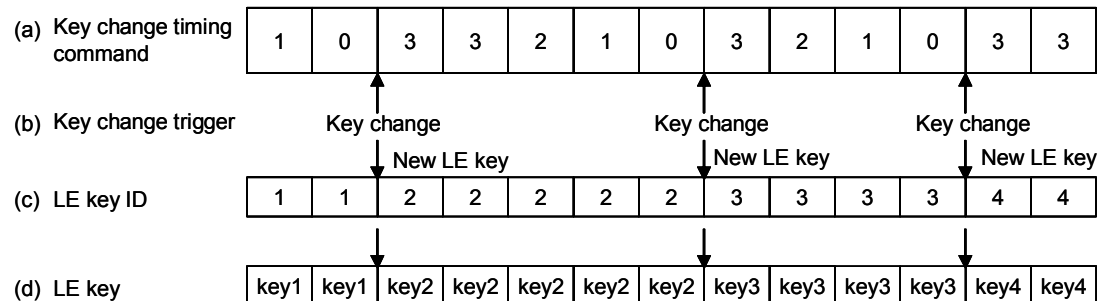 (a) Key change timing command 1 0 3 3 2 1 0 3 2 1 0 3 3
(b) Key change trigger Key change Key change Key change
New LE key New LE key New LE key
(c) LE key ID 1 1 2 2 2 2 2 3 3 3 3 4 4
(d) LE key key1 key1 key2 key2 key2 key2 key2 key3 key3 key3 key3 key4 key4